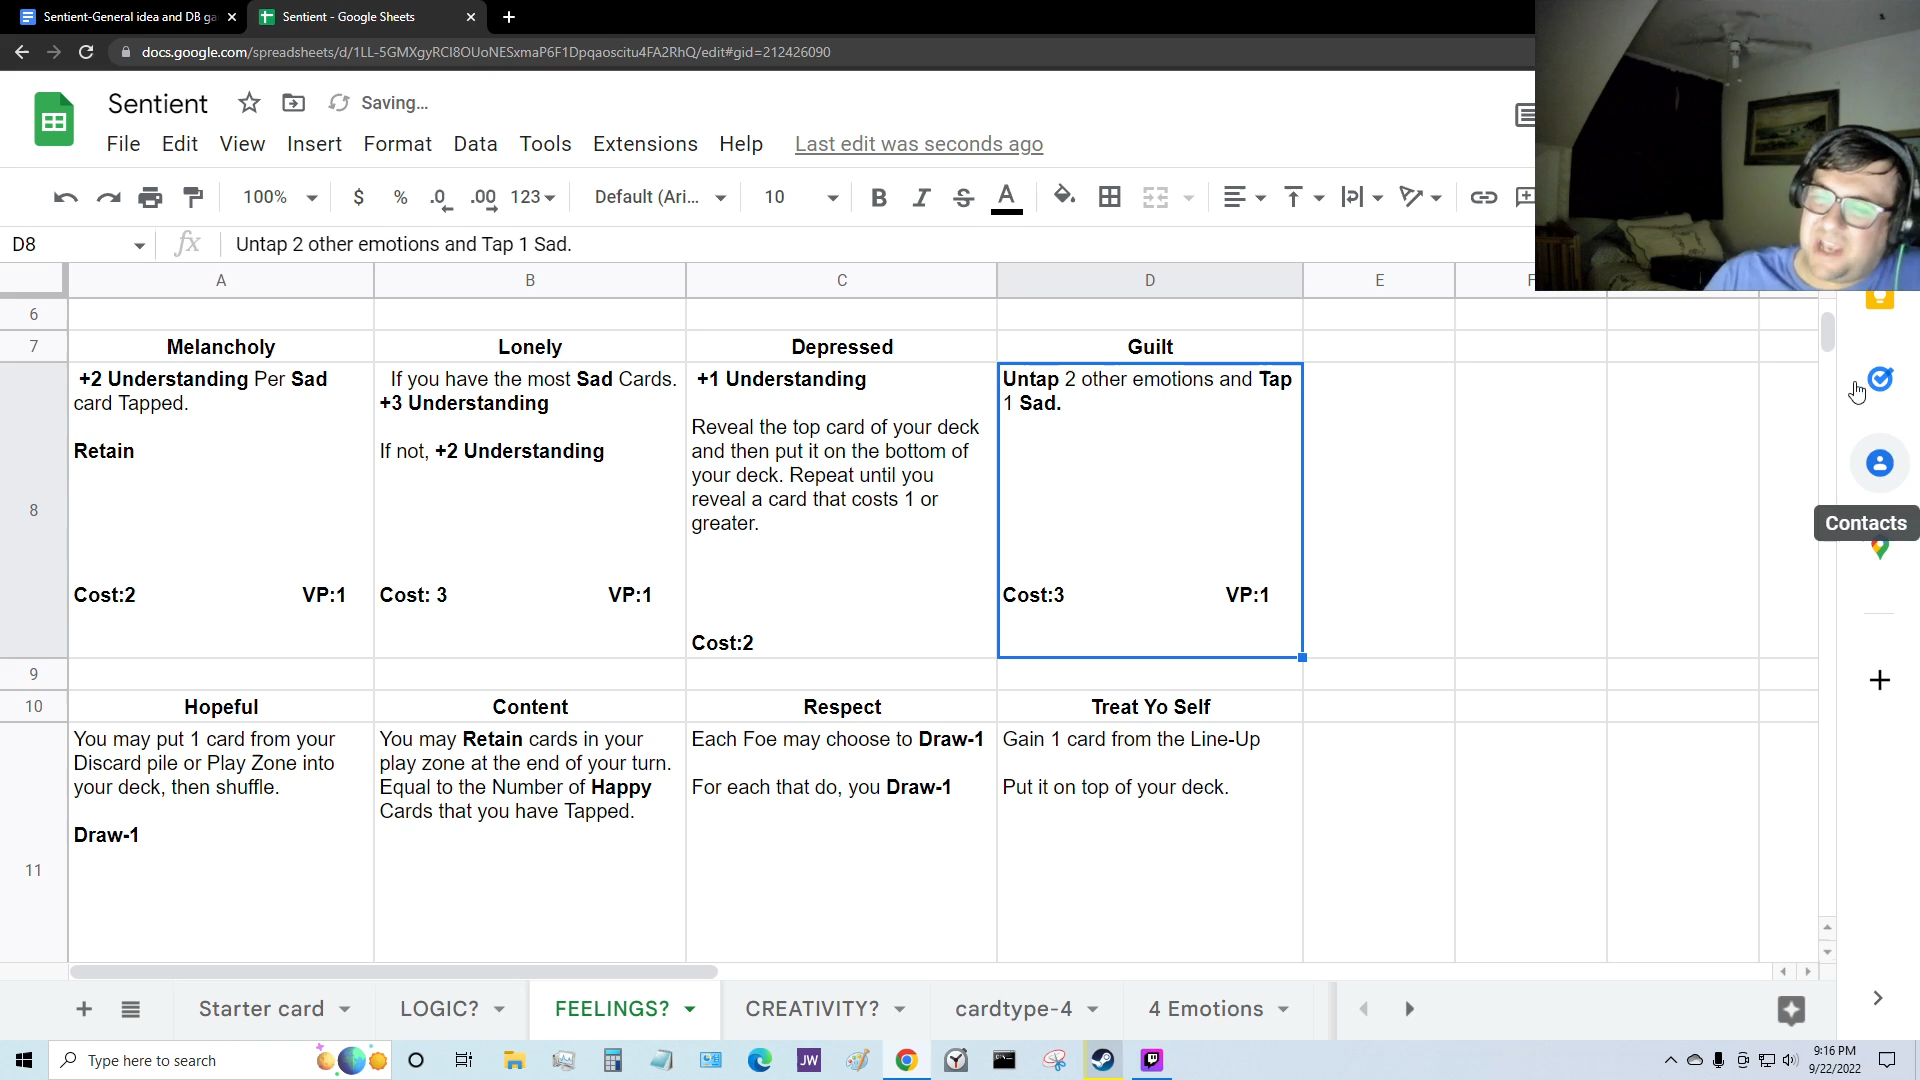 Sentient-General idea and DB ga
Sentient - Google Sheets
docs.google.com/spreadsheets/d/1LL-5GMXgyRCI8OUoNESxmaP6F1Dpqaoscitu4FA2RhQ/edit#gid=212426090
Sentient
Saving...
File Edit View Insert Format Data Tools Extensions Help Last edit was seconds ago
100% $ % .0 .00 123 Default (Ari... 10 B I S A
D8 fx Untap 2 other emotions and Tap 1 Sad.
A B C D E F
6
7 Melancholy Lonely Depressed Guilt
8
+2 Understanding Per Sad
card Tapped.
Retain
Cost:2 VP:1
If you have the most Sad Cards.
+3 Understanding
If not, +2 Understanding
Cost: 3 VP:1
+1 Understanding
Reveal the top card of your deck
and then put it on the bottom of
your deck. Repeat until you
reveal a card that costs 1 or
greater.
Cost:2
Untap 2 other emotions and Tap
1 Sad.
Cost:3 VP:1
Contacts
9
10 Hopeful Content Respect Treat Yo Self
11
You may put 1 card from your
Discard pile or Play Zone into
your deck, then shuffle.
Draw-1
You may Retain cards in your
play zone at the end of your turn.
Equal to the Number of Happy
Cards that you have Tapped.
Each Foe may choose to Draw-1
For each that do, you Draw-1
Gain 1 card from the Line-Up
Put it on top of your deck.
Starter card LOGIC? FEELINGS? CREATIVITY? cardtype-4 4 Emotions
Type here to search
JW
9:16 PM
9/22/2022